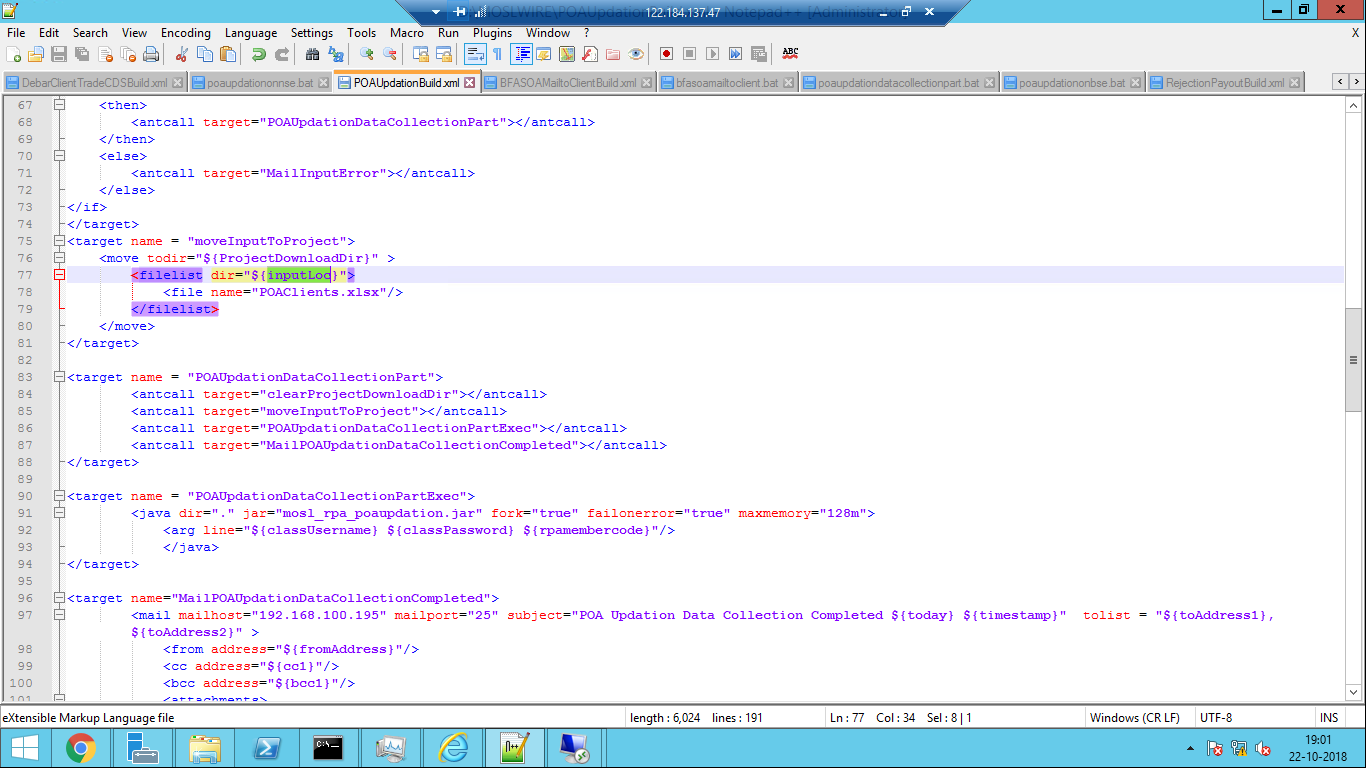 OSLWIRE\POAUpdation 122.184.137.47 Notepad++ [Administrator]
File Edit Search View Encoding Language Settings Tools Macro Run Plugins Window ? X
DebarClientTradeCDSBuild.xml poaupdationonnse.bat POAUpdationBuild.xml BFASOAMailtoClientBuild.xml bfasoamailtoclient.bat poaupdationdatacollectionpart.bat poaupdationonbse.bat RejectionPayoutBuild.xml
67 <then>
68 <antcall target="POAUpdationDataCollectionPart"></antcall>
69 </then>
70 <else>
71 <antcall target="MailInputError"></antcall>
72 </else>
73 </if>
74 </target>
75 <target name = "moveInputToProject">
76 <move todir="${ProjectDownloadDir}" >
77 <filelist dir="${inputLoc}">
78 <file name="POAClients.xlsx"/>
79 </filelist>
80 </move>
81 </target>
82
83 <target name = "POAUpdationDataCollectionPart">
84 <antcall target="clearProjectDownloadDir"></antcall>
85 <antcall target="moveInputToProject"></antcall>
86 <antcall target="POAUpdationDataCollectionPartExec"></antcall>
87 <antcall target="MailPOAUpdationDataCollectionCompleted"></antcall>
88 </target>
89
90 <target name = "POAUpdationDataCollectionPartExec">
91 <java dir="." jar="mosl_rpa_poaupdation.jar" fork="true" failonerror="true" maxmemory="128m">
92 <arg line="${classUsername} ${classPassword} ${rpamembercode}"/>
93 </java>
94 </target>
95
96 <target name="MailPOAUpdationDataCollectionCompleted">
97 <mail mailhost="192.168.100.195" mailport="25" subject="POA Updation Data Collection Completed ${today} ${timestamp}" tolist = "${toAddress1},
${toAddress2}" >
98 <from address="${fromAddress}"/>
99 <cc address="${cc1}"/>
100 <bcc address="${bcc1}"/>
101 <attachments>
eXtensible Markup Language file length : 6,024 lines : 191 Ln : 77 Col : 34 Sel : 8 | 1 Windows (CR LF) UTF-8 INS
19:01
22-10-2018